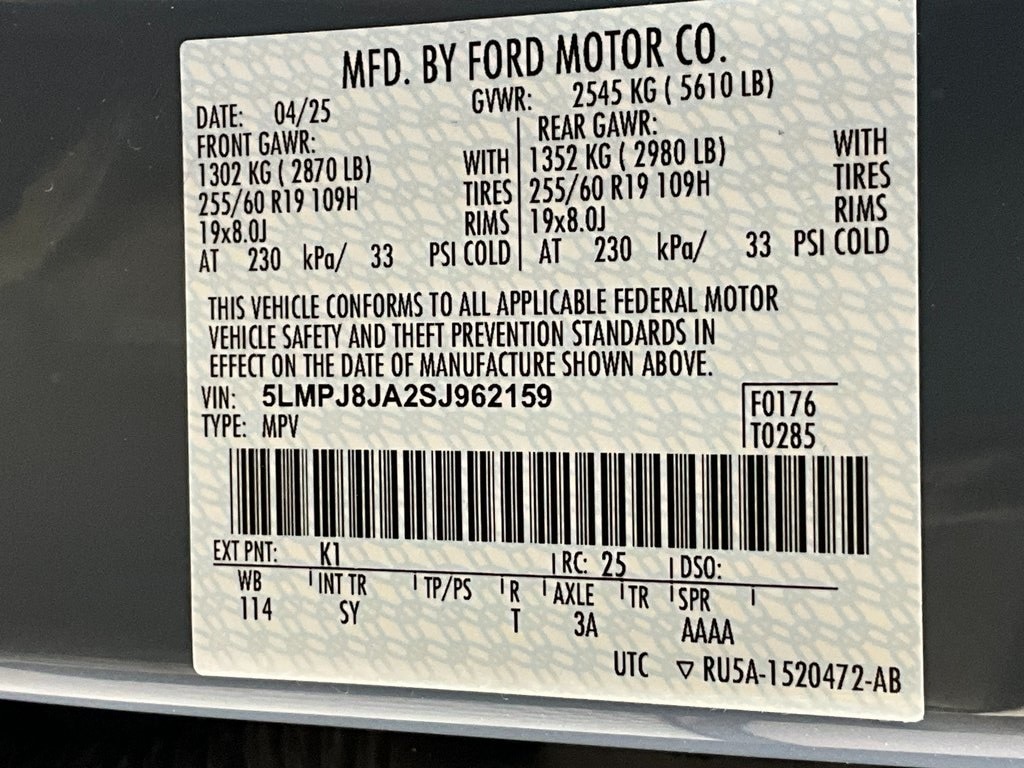 MFD. BY FORD MOTOR CO.
DATE: 04/25 GVWR: 2545 KG ( 5610 LB)
FRONT GAWR: REAR GAWR:
1302 KG ( 2870 LB) WITH 1352 KG ( 2980 LB) WITH
255/60 R19 109H TIRES 255/60 R19 109H TIRES
19x8.0J RIMS 19x8.0J RIMS
AT 230 kPa/ 33 PSI COLD AT 230 kPa/ 33 PSI COLD
THIS VEHICLE CONFORMS TO ALL APPLICABLE FEDERAL MOTOR
VEHICLE SAFETY AND THEFT PREVENTION STANDARDS IN
EFFECT ON THE DATE OF MANUFACTURE SHOWN ABOVE.
VIN: 5LMPJ8JA2SJ962159 F0176
TYPE: MPV T0285
EXT PNT: K1 RC: 25 DSO:
WB INT TR TP/PS R AXLE TR SPR
114 SY T 3A AAAA
UTC ▽ RU5A-1520472-AB